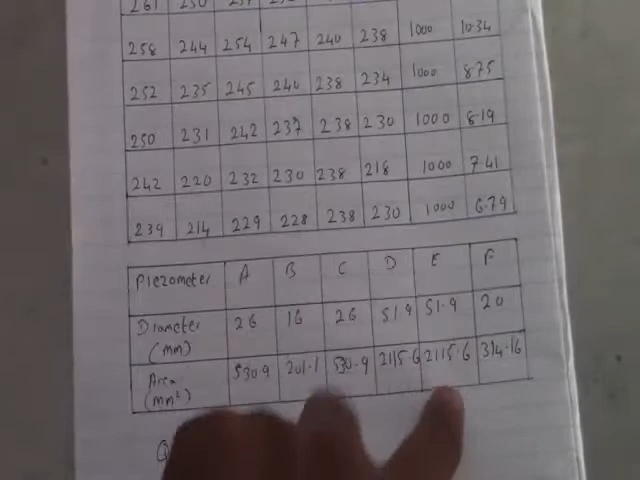 261 250
258 244 254 247 240 238 1000 10.34
252 235 245 240 238 234 1000 8.75
250 231 242 237 238 230 1000 8.19
242 220 232 230 238 218 1000 7.41
239 214 229 228 238 230 1000 6.79
Piezometer A B C D E F
Diameter (mm) 26 16 26 51.9 51.9 20
Area (mm²) 530.9 201.1 530.9 2115.6 2115.6 314.16